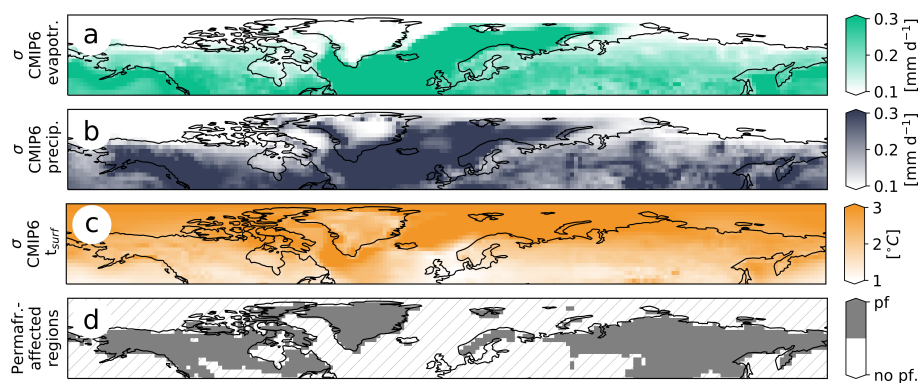 σ
CMIP6
evapotr.
a
0.3
0.2
0.1
[mm d⁻¹]
σ
CMIP6
precip.
b
0.3
0.2
0.1
[mm d⁻¹]
σ
CMIP6
t_surf
c
3
2
1
[°C]
Permafr.-
affected
regions
d
pf
no pf.